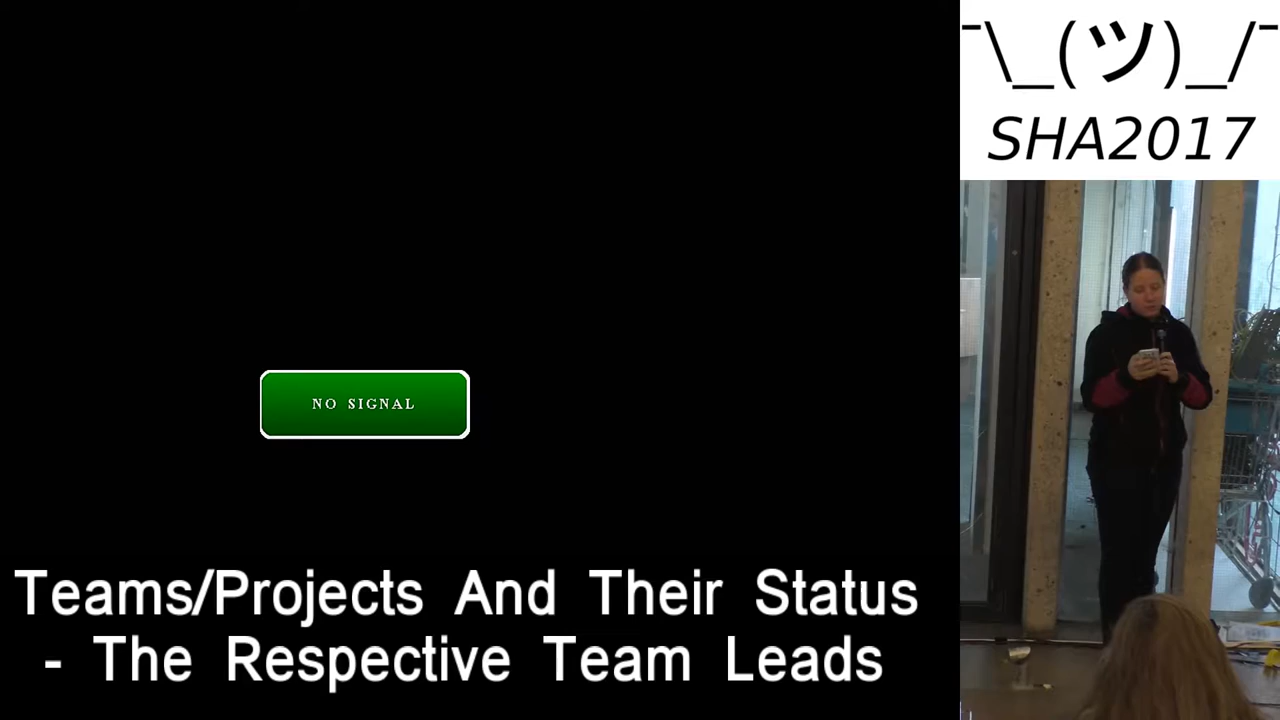 ¯\_(ツ)_/¯
SHA2017
NO SIGNAL
Teams/Projects And Their Status
- The Respective Team Leads